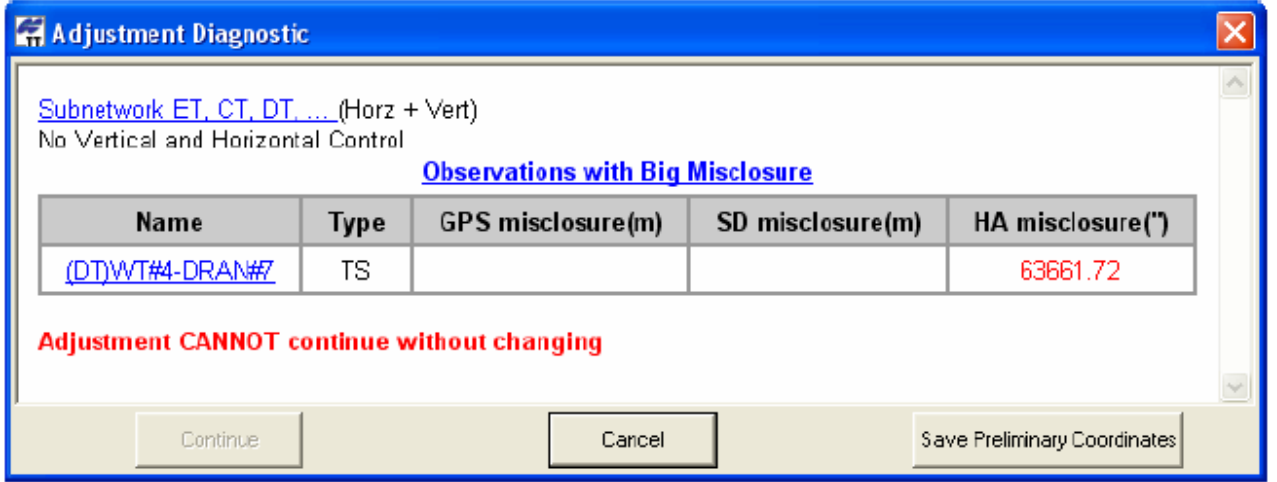 Adjustment Diagnostic
Subnetwork ET, CT, DT, ... (Horz + Vert)
No Vertical and Horizontal Control
Observations with Big Misclosure
Name Type GPS misclosure(m) SD misclosure(m) HA misclosure(")
(DT)WT#4-DRAN#7 TS 63661.72
Adjustment CANNOT continue without changing
Continue Cancel Save Preliminary Coordinates